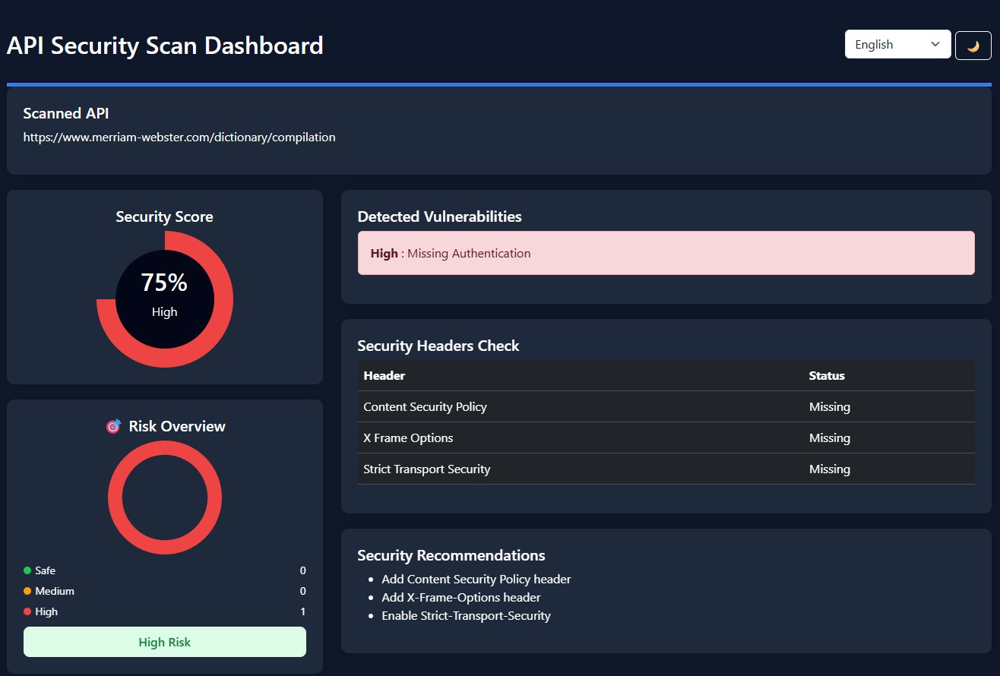 API Security Scan Dashboard
English
Scanned API
https://www.merriam-webster.com/dictionary/compilation
Security Score
75%
High
Risk Overview
Safe 0
Medium 0
High 1
High Risk
Detected Vulnerabilities
High : Missing Authentication
Security Headers Check
Header Status
Content Security Policy Missing
X Frame Options Missing
Strict Transport Security Missing
Security Recommendations
Add Content Security Policy header
Add X-Frame-Options header
Enable Strict-Transport-Security